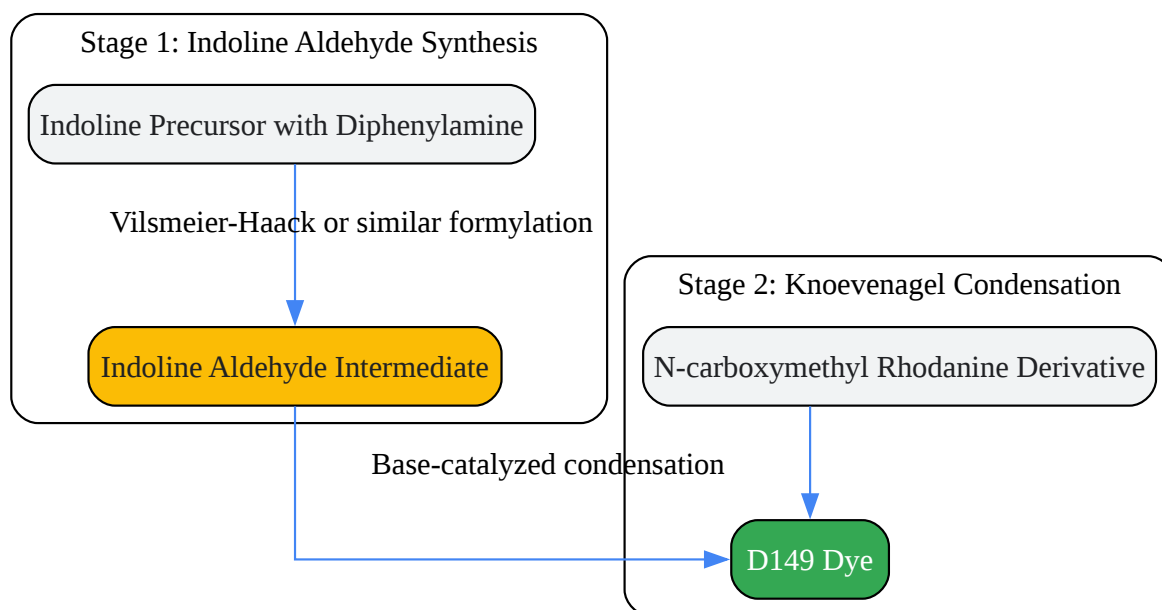 Stage 1: Indoline Aldehyde Synthesis
Indoline Precursor with Diphenylamine
Vilsmeier-Haack or similar formylation
Indoline Aldehyde Intermediate
Stage 2: Knoevenagel Condensation
N-carboxymethyl Rhodanine Derivative
Base-catalyzed condensation
D149 Dye